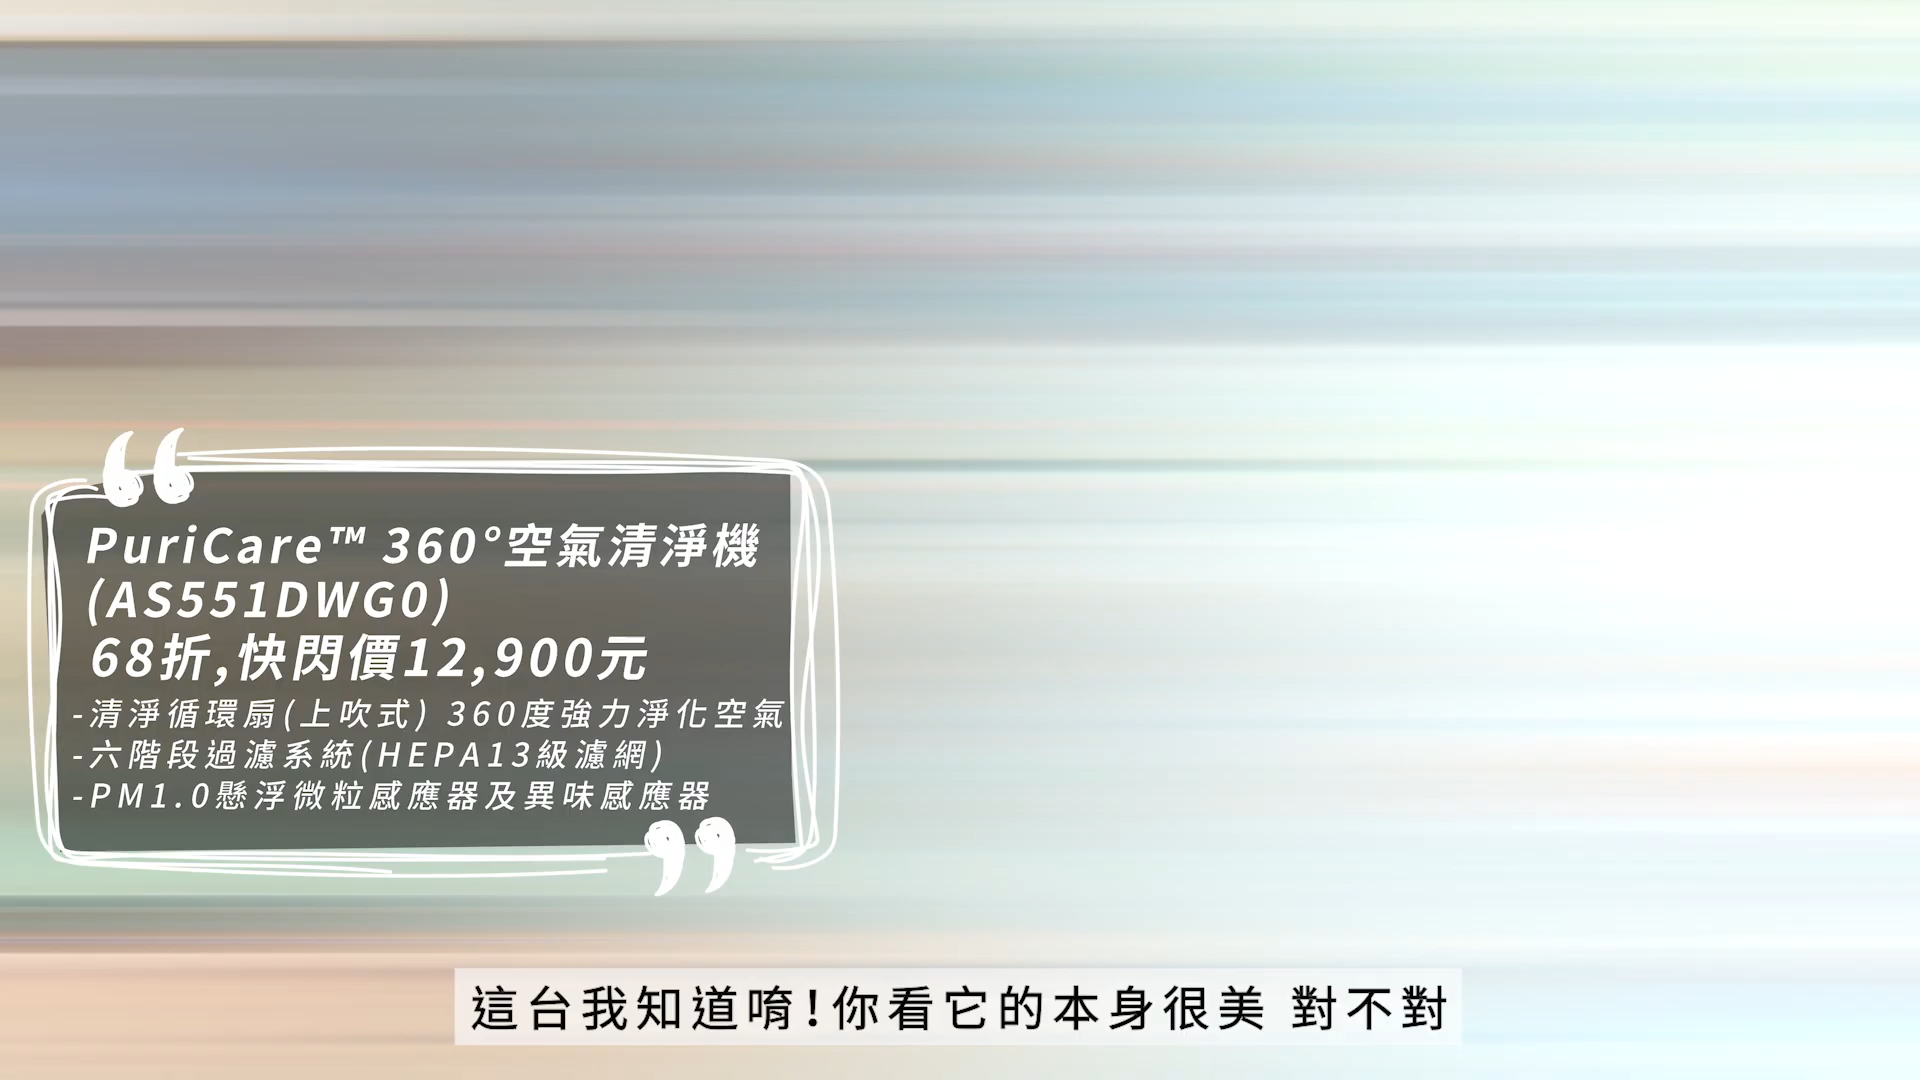 PuriCare™ 360°空氣清淨機
(AS551DWG0)
68折,快閃價12,900元
-清淨循環扇(上吹式) 360度強力淨化空氣
-六階段過濾系統(HEPA13級濾網)
-PM1.0懸浮微粒感應器及異味感應器
這台我知道唷!你看它的本身很美 對不對